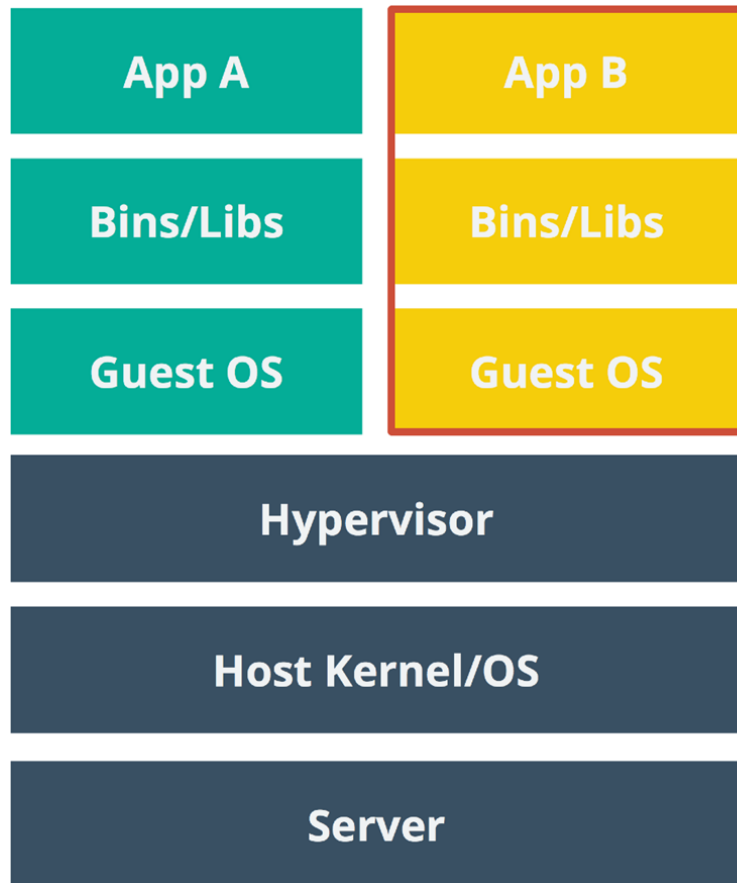 App A
App B
Bins/Libs
Bins/Libs
Guest OS
Guest OS
Hypervisor
Host Kernel/OS
Server